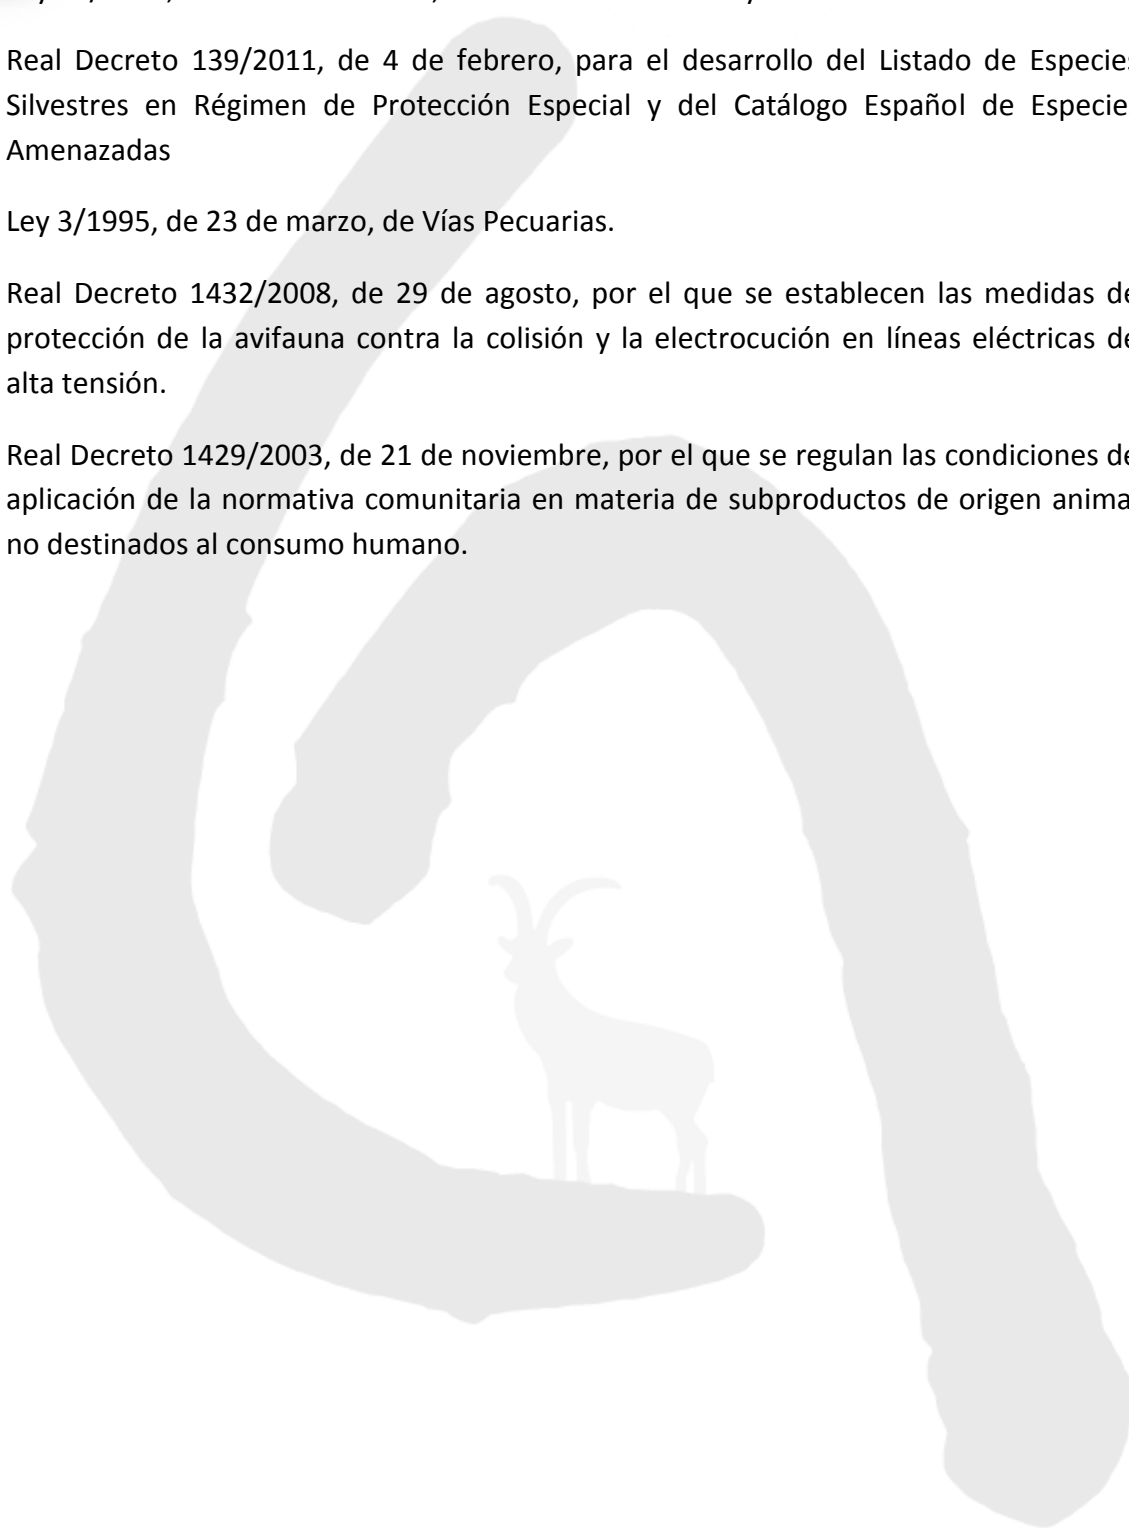 Real Decreto 139/2011, de 4 de febrero, para el desarrollo del Listado de Especies
Silvestres en Régimen de Protección Especial y del Catálogo Español de Especie
Amenazadas
Ley 3/1995, de 23 de marzo, de Vías Pecuarias.
Real Decreto 1432/2008, de 29 de agosto, por el que se establecen las medidas de
protección de la avifauna contra la colisión y la electrocución en líneas eléctricas de
alta tensión.
Real Decreto 1429/2003, de 21 de noviembre, por el que se regulan las condiciones de
aplicación de la normativa comunitaria en materia de subproductos de origen anima
no destinados al consumo humano.